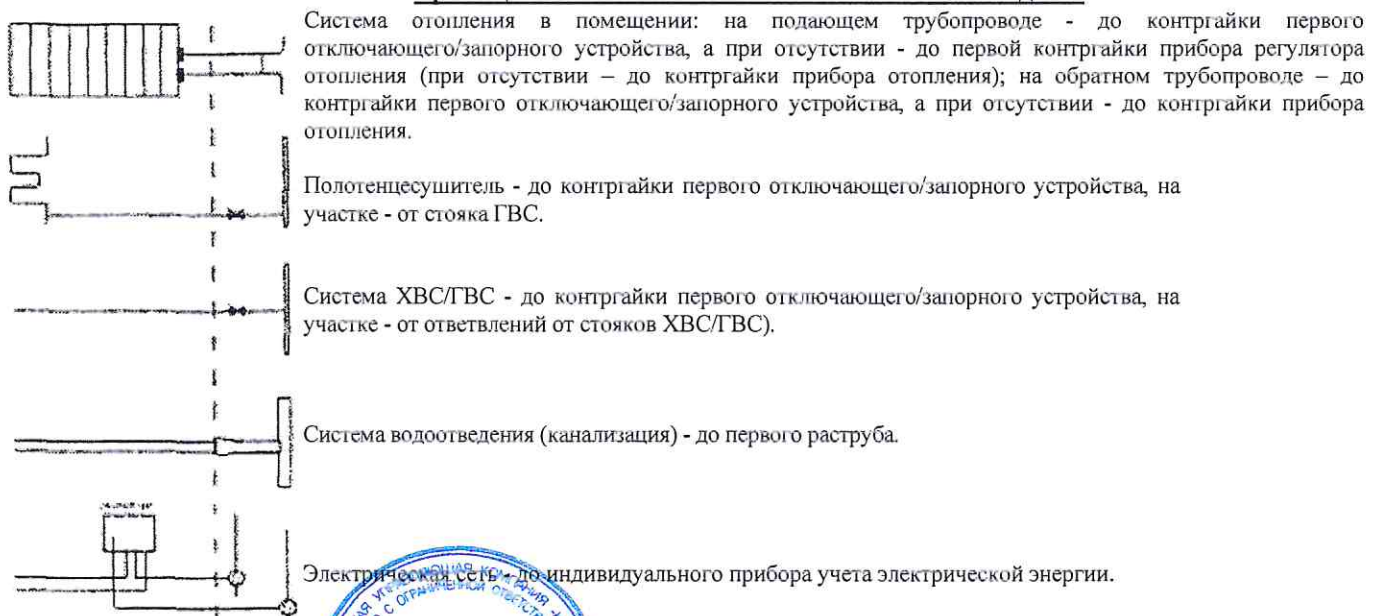 Система отопления в помещении: на подающем трубопроводе - до контргайки первого
отключающего/запорного устройства, а при отсутствии - до первой контргайки прибора регулятора
отопления (при отсутствии – до контргайки прибора отопления); на обратном трубопроводе – до
контргайки первого отключающего/запорного устройства, а при отсутствии - до контргайки прибора
отопления.
Полотенцесушитель - до контргайки первого отключающего/запорного устройства, на
участке - от стояка ГВС.
Система ХВС/ГВС - до контргайки первого отключающего/запорного устройства, на
участке - от ответвлений от стояков ХВС/ГВС).
Система водоотведения (канализация) - до первого раструба.
Электрическая сеть - до индивидуального прибора учета электрической энергии.
КОМПАНИЯ
С ОГРАНИЧЕННОЙ